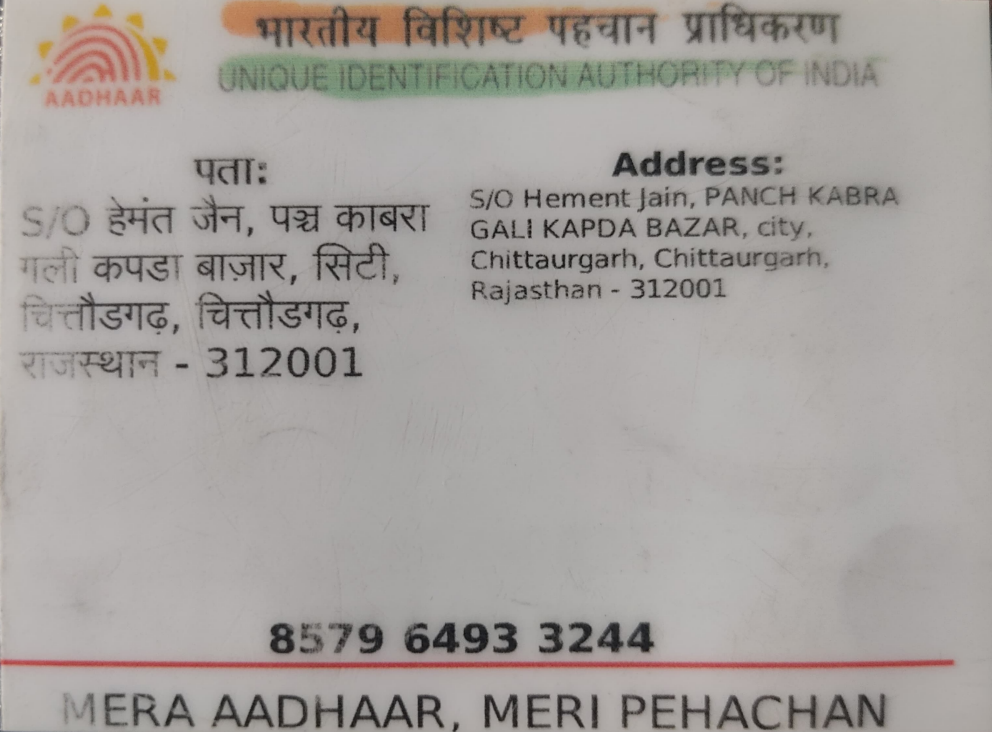 भारतीय विशिष्ट पहचान प्राधिकरण
UNIQUE IDENTIFICATION AUTHORITY OF INDIA
AADHAAR
पता:
S/O हेमंत जैन, पञ्च काबरा
गली कपडा बाज़ार, सिटी,
चित्तौडगढ़, चित्तौडगढ़,
राजस्थान - 312001
Address:
S/O Hement Jain, PANCH KABRA
GALI KAPDA BAZAR, city,
Chittaurgarh, Chittaurgarh,
Rajasthan - 312001
8579 6493 3244
MERA AADHAAR, MERI PEHACHAN